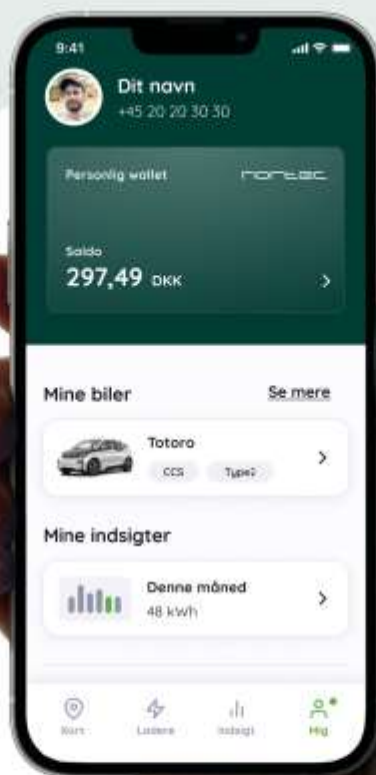 9:41
Dit navn
+45 20 20 30 30
Personlig wallet nortec
Saldo
297,49 DKK
Mine biler Se mere
Totoro
CCS Type2
Mine indsigter
Denne måned
48 kWh
Kort Ladere Indsigt Mig